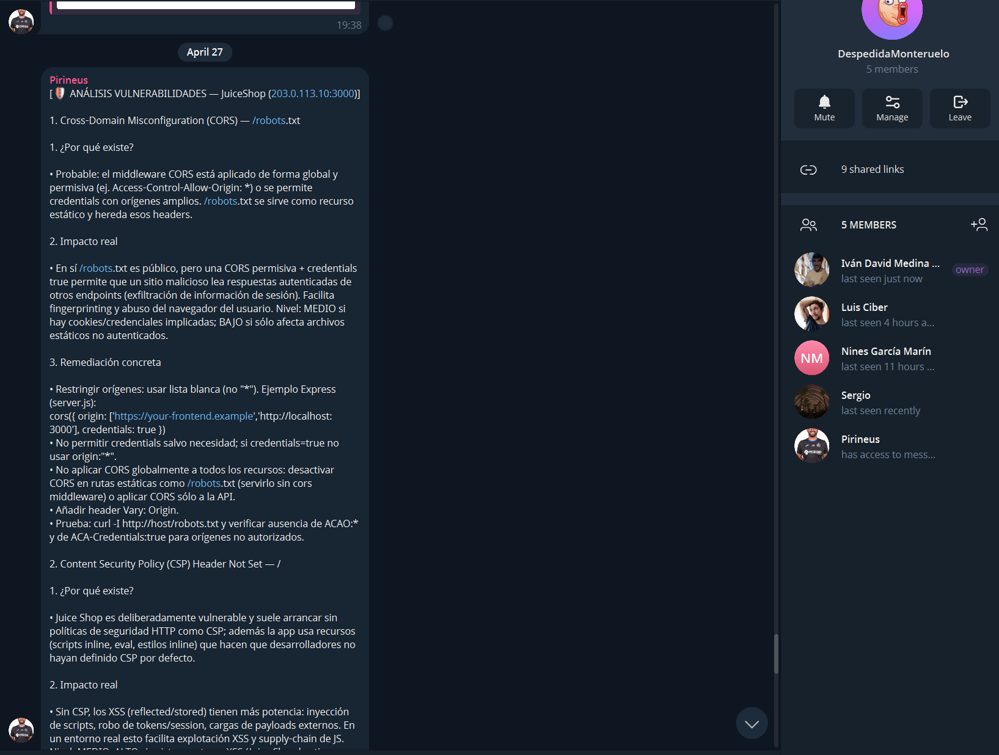 19:38
April 27
Pirineus
[🛡 ANÁLISIS VULNERABILIDADES — JuiceShop (203.0.113.10:3000)]
1. Cross-Domain Misconfiguration (CORS) — /robots.txt
1. ¿Por qué existe?
• Probable: el middleware CORS está aplicado de forma global y
permisiva (ej. Access-Control-Allow-Origin: *) o se permite
credentials con orígenes amplios. /robots.txt se sirve como recurso
estático y hereda esos headers.
2. Impacto real
• En sí /robots.txt es público, pero una CORS permisiva + credentials
true permite que un sitio malicioso lea respuestas autenticadas de
otros endpoints (exfiltración de información de sesión). Facilita
fingerprinting y abuso del navegador del usuario. Nivel: MEDIO si
hay cookies/credenciales implicadas; BAJO si sólo afecta archivos
estáticos no autenticados.
3. Remediación concreta
• Restringir orígenes: usar lista blanca (no "*"). Ejemplo Express
(server.js):
cors({ origin: ['https://your-frontend.example','http://localhost:
3000'], credentials: true })
• No permitir credentials salvo necesidad; si credentials=true no
usar origin:"*".
• No aplicar CORS globalmente a todos los recursos: desactivar
CORS en rutas estáticas como /robots.txt (servirlo sin cors
middleware) o aplicar CORS sólo a la API.
• Añadir header Vary: Origin.
• Prueba: curl -I http://host/robots.txt y verificar ausencia de ACAO:*
y de ACA-Credentials:true para orígenes no autorizados.
2. Content Security Policy (CSP) Header Not Set — /
1. ¿Por qué existe?
• Juice Shop es deliberadamente vulnerable y suele arrancar sin
políticas de seguridad HTTP como CSP; además la app usa recursos
(scripts inline, eval, estilos inline) que hacen que desarrolladores no
hayan definido CSP por defecto.
2. Impacto real
• Sin CSP, los XSS (reflected/stored) tienen más potencia: inyección
de scripts, robo de tokens/session, cargas de payloads externos. En
un entorno real esto facilita explotación XSS y supply-chain de JS.
DespedidaMonteruelo
5 members
Mute
Manage
Leave
9 shared links
5 MEMBERS
Iván David Medina ...
owner
last seen just now
Luis Ciber
last seen 4 hours a...
NM
Nines García Marín
last seen 11 hours ...
Sergio
last seen recently
Pirineus
has access to mess...